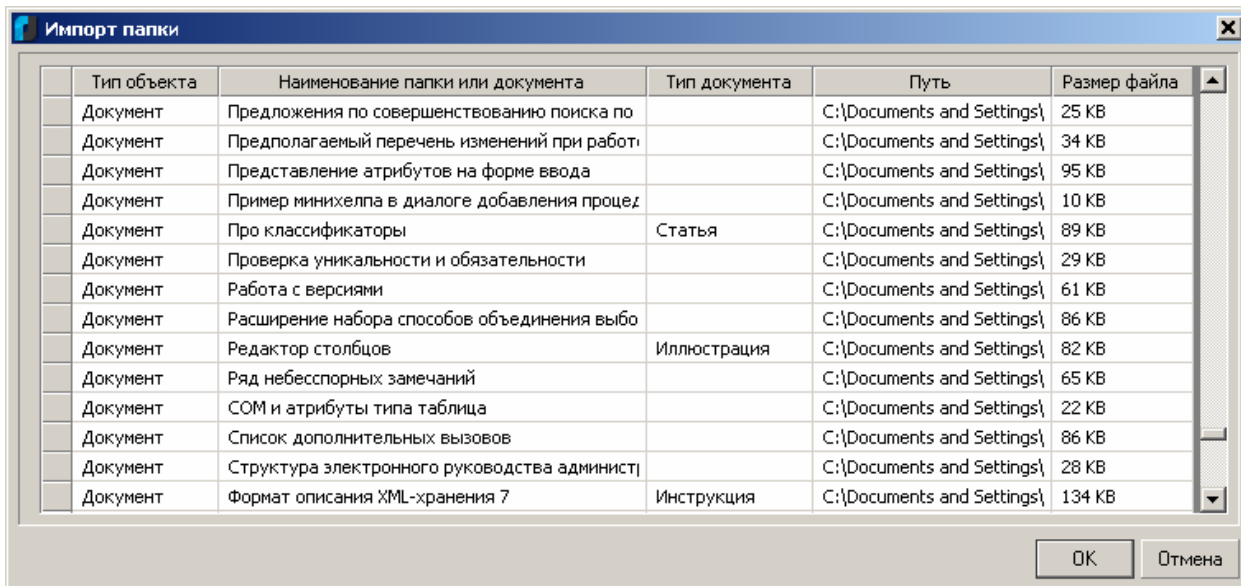 Импорт папки
Тип объекта Наименование папки или документа Тип документа Путь Размер файла
Документ Предложения по совершенствованию поиска по C:\Documents and Settings\ 25 KB
Документ Предполагаемый перечень изменений при C:\Documents and Settings\ 34 KB
Документ Представление атрибутов на форме ввода C:\Documents and Settings\ 95 KB
Документ Пример минихелпа в диалоге добавления C:\Documents and Settings\ 10 KB
Документ Про классификаторы Статья C:\Documents and Settings\ 89 KB
Документ Проверка уникальности и обязательности C:\Documents and Settings\ 29 KB
Документ Работа с версиями C:\Documents and Settings\ 61 KB
Документ Расширение набора способов объединения выбо C:\Documents and Settings\ 86 KB
Документ Редактор столбцов Иллюстрация C:\Documents and Settings\ 82 KB
Документ Ряд небесспорных замечаний C:\Documents and Settings\ 65 KB
Документ COM и атрибуты типа таблица C:\Documents and Settings\ 22 KB
Документ Список дополнительных вызовов C:\Documents and Settings\ 86 KB
Документ Структура электронного руководства C:\Documents and Settings\ 28 KB
Документ Формат описания XML-хранения 7 Инструкция C:\Documents and Settings\ 134 KB
OK Отмена